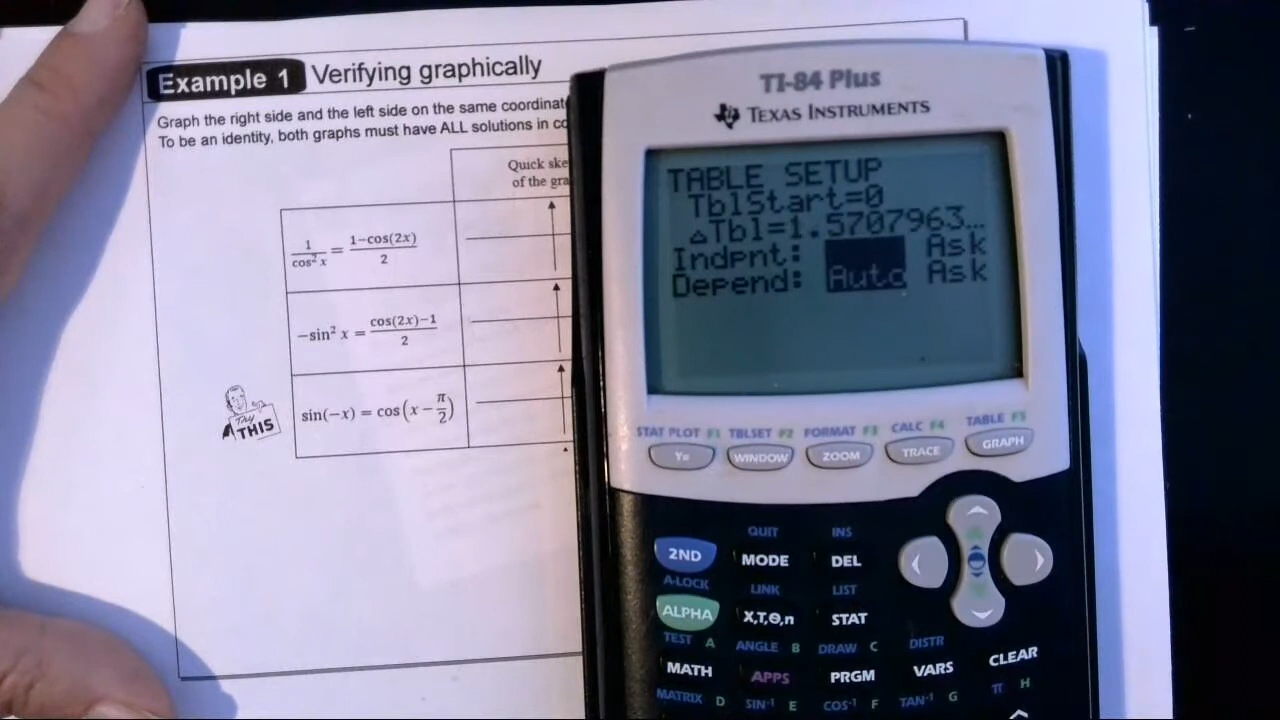 Example 1 Verifying graphically
Graph the right side and the left side on the same coordinat
To be an identity, both graphs must have ALL solutions in co
Quick ske
of the gra
1/cos² x = 1−cos(2x)/2
−sin² x = cos(2x)−1/2
sin(−x) = cos(x − π/2)
TRY
THIS
TI-84 Plus
TEXAS INSTRUMENTS
TABLE SETUP
TblStart=0
△Tbl=1.5707963…
Indpnt: Ask
Depend: Auto Ask
STAT PLOT F1 TBLSET F2 FORMAT F3 CALC F4 TABLE F5
Y= WINDOW ZOOM TRACE GRAPH
QUIT INS
2ND MODE DEL
A-LOCK LINK LIST
ALPHA X,T,Θ,n STAT
TEST A ANGLE B DRAW C DISTR
MATH APPS PRGM VARS CLEAR
MATRIX D SIN⁻¹ E COS⁻¹ F TAN⁻¹ G π H